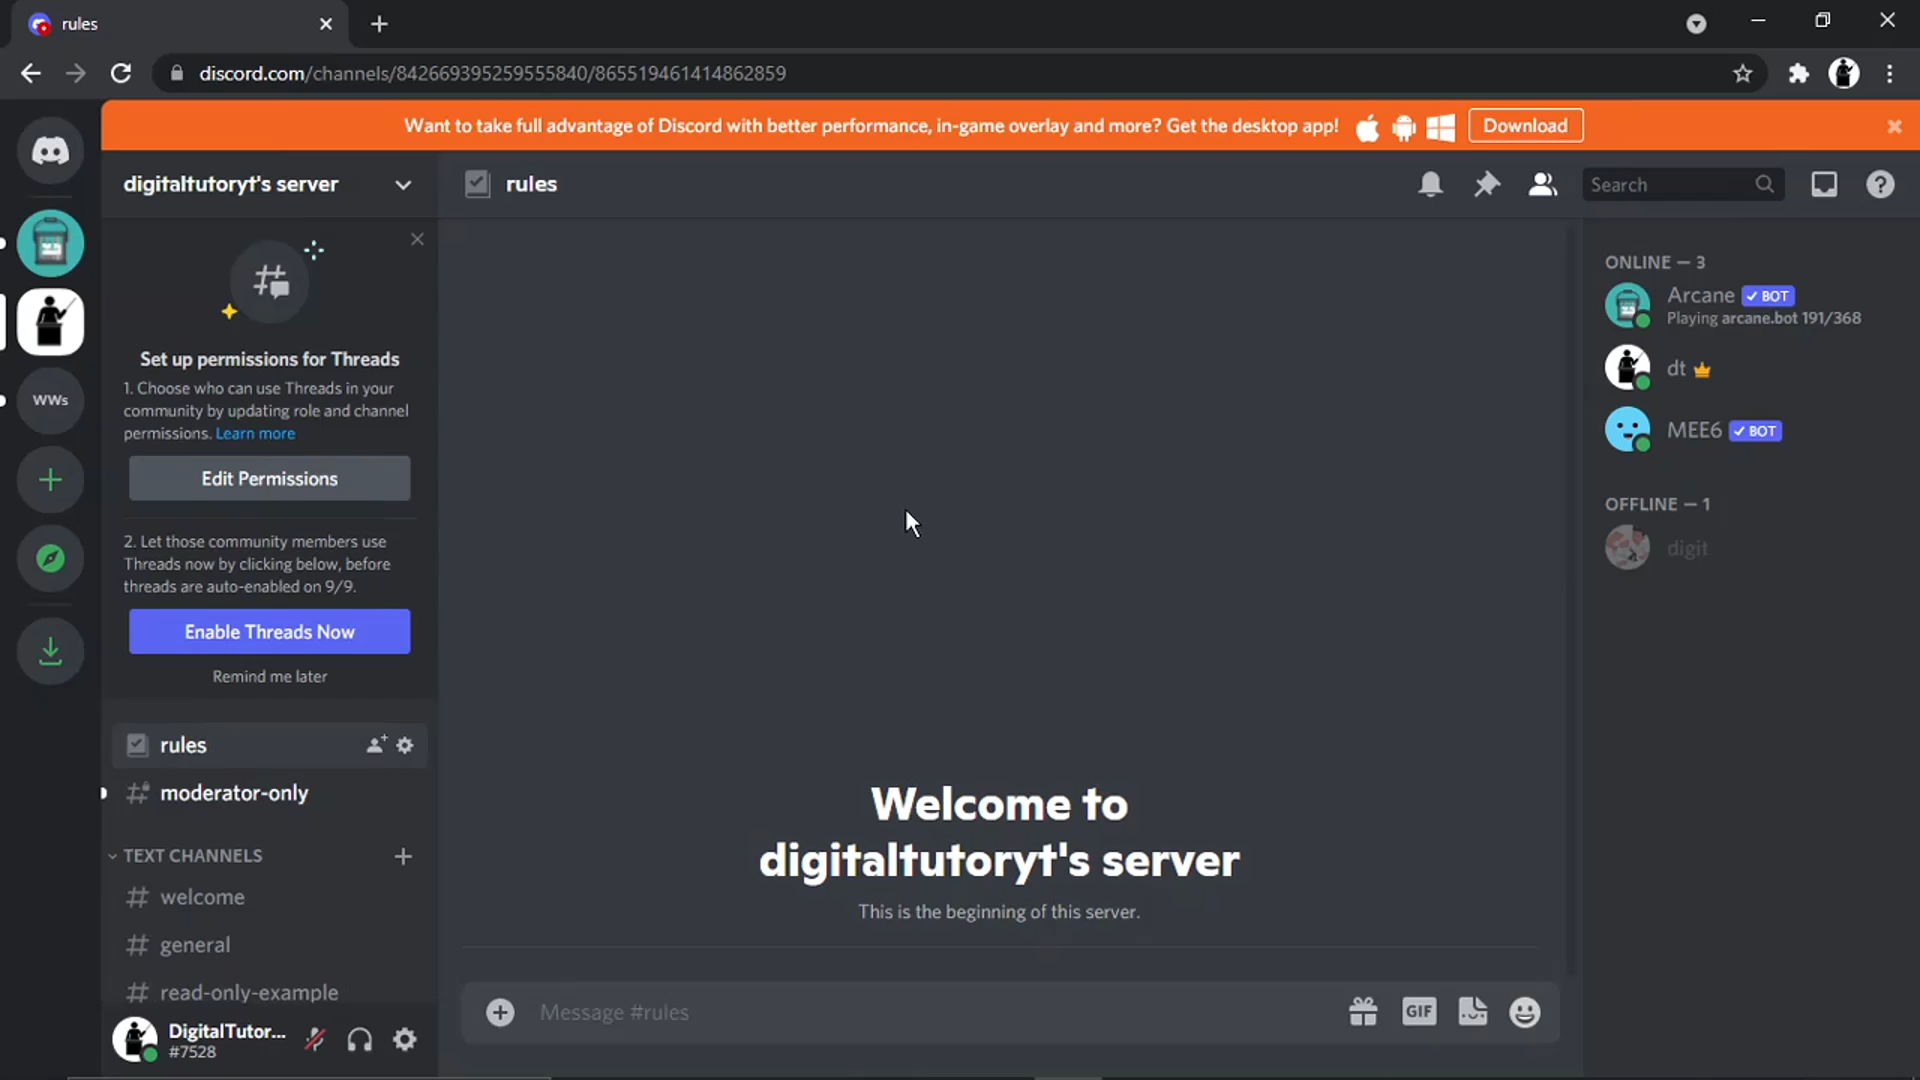 rules
discord.com/channels/842669395259555840/865519461414862859
Want to take full advantage of Discord with better performance, in-game overlay and more? Get the desktop app!
Download
digitaltutoryt's server
rules
Search
Set up permissions for Threads
1. Choose who can use Threads in your
community by updating role and channel
permissions. Learn more
Edit Permissions
2. Let those community members use
Threads now by clicking below, before
threads are auto-enabled on 9/9.
Enable Threads Now
Remind me later
WWs
rules
moderator-only
TEXT CHANNELS
welcome
general
read-only-example
DigitalTutor...
#7528
Welcome to
digitaltutoryt's server
This is the beginning of this server.
Message #rules
GIF
ONLINE — 3
Arcane BOT
Playing arcane.bot 191/368
dt
MEE6 BOT
OFFLINE — 1
digit